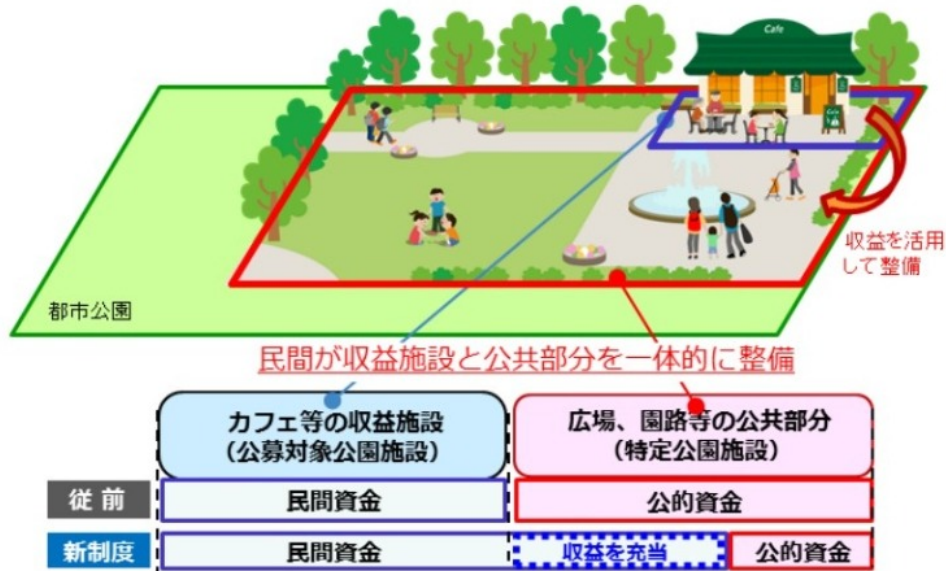 Cafe
収益を活用
して整備
都市公園
民間が収益施設と公共部分を一体的に整備
カフェ等の収益施設
（公募対象公園施設）
広場、園路等の公共部分
（特定公園施設）
従前
民間資金
公的資金
新制度
民間資金
収益を充当
公的資金